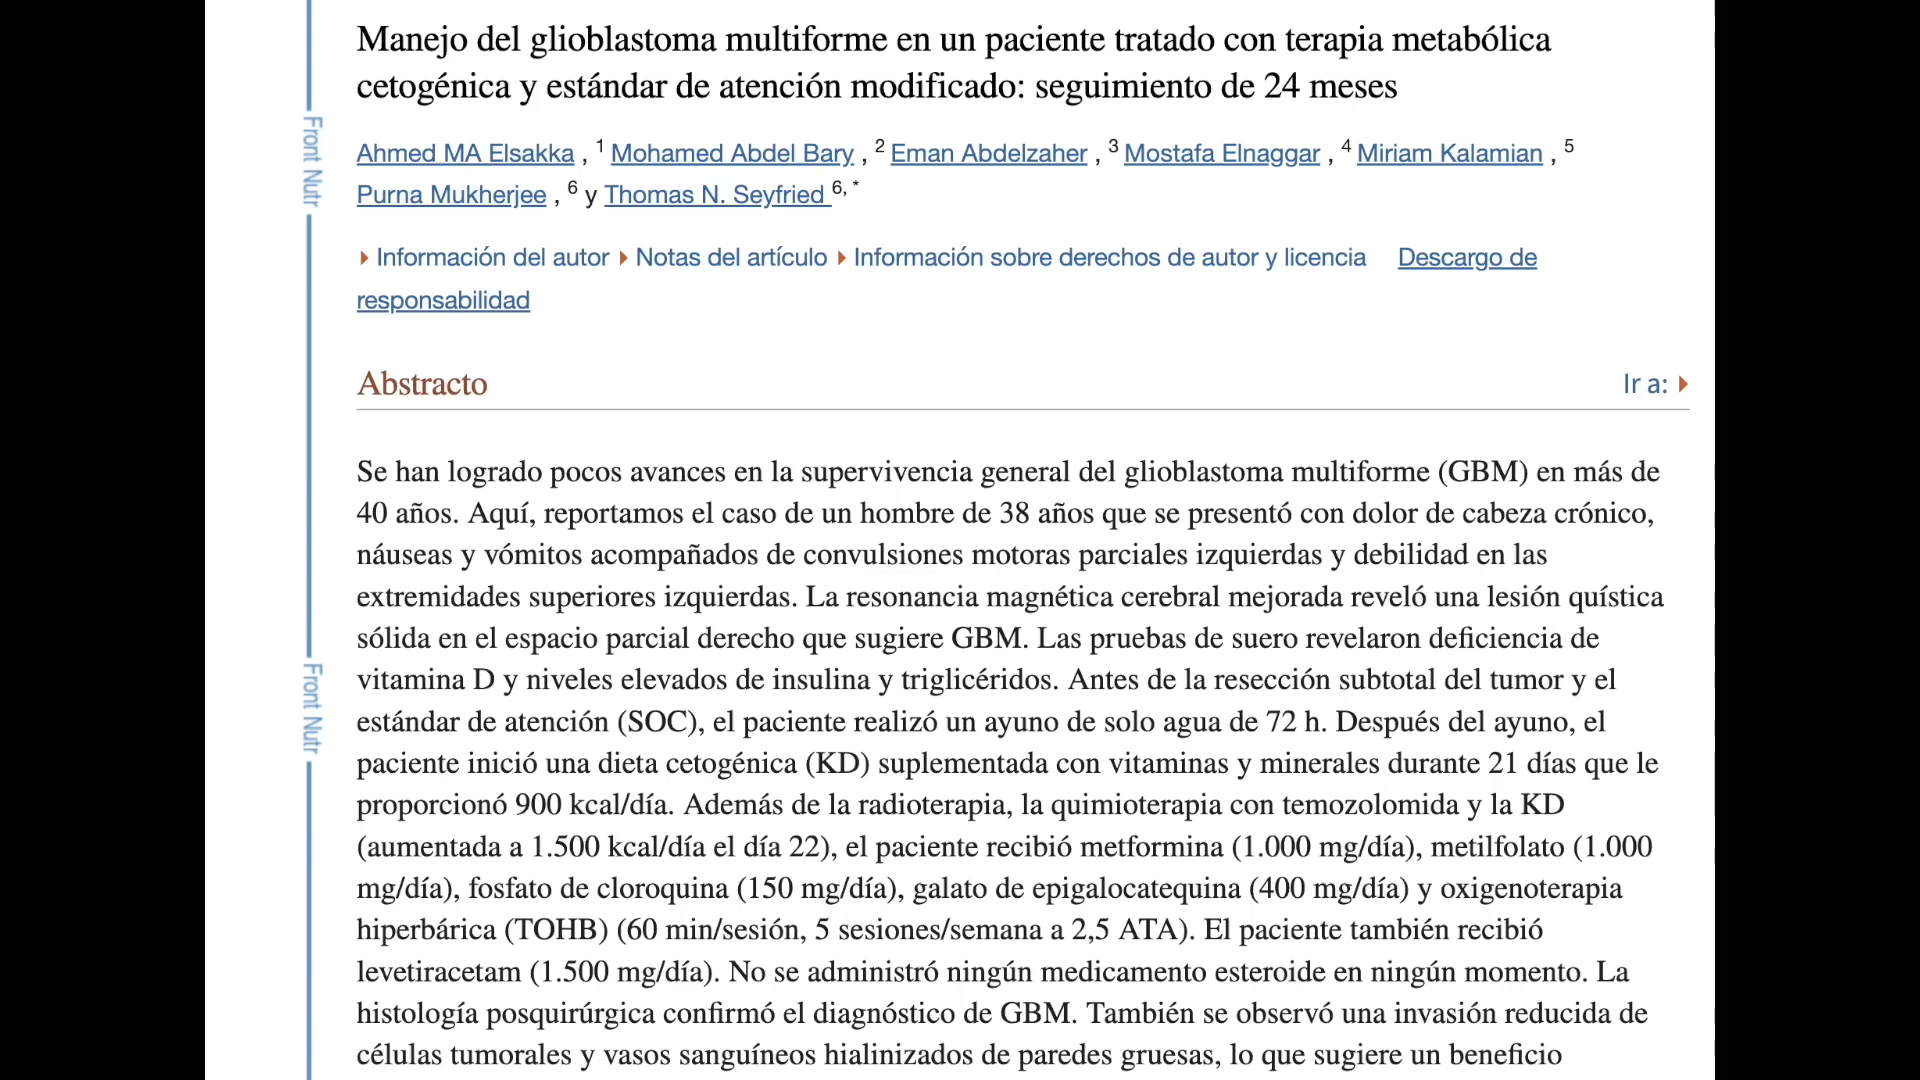 Manejo del glioblastoma multiforme en un paciente tratado con terapia metabólica
cetogénica y estándar de atención modificado: seguimiento de 24 meses
Ahmed MA Elsakka , 1 Mohamed Abdel Bary , 2 Eman Abdelzaher , 3 Mostafa Elnaggar , 4 Miriam Kalamian , 5
Purna Mukherjee , 6 y Thomas N. Seyfried 6, *
Información del autor Notas del artículo Información sobre derechos de autor y licencia Descargo de
responsabilidad
Abstracto Ir a:
Se han logrado pocos avances en la supervivencia general del glioblastoma multiforme (GBM) en más de
40 años. Aquí, reportamos el caso de un hombre de 38 años que se presentó con dolor de cabeza crónico,
náuseas y vómitos acompañados de convulsiones motoras parciales izquierdas y debilidad en las
extremidades superiores izquierdas. La resonancia magnética cerebral mejorada reveló una lesión quística
sólida en el espacio parcial derecho que sugiere GBM. Las pruebas de suero revelaron deficiencia de
vitamina D y niveles elevados de insulina y triglicéridos. Antes de la resección subtotal del tumor y el
estándar de atención (SOC), el paciente realizó un ayuno de solo agua de 72 h. Después del ayuno, el
paciente inició una dieta cetogénica (KD) suplementada con vitaminas y minerales durante 21 días que le
proporcionó 900 kcal/día. Además de la radioterapia, la quimioterapia con temozolomida y la KD
(aumentada a 1.500 kcal/día el día 22), el paciente recibió metformina (1.000 mg/día), metilfolato (1.000
mg/día), fosfato de cloroquina (150 mg/día), galato de epigalocatequina (400 mg/día) y oxigenoterapia
hiperbárica (TOHB) (60 min/sesión, 5 sesiones/semana a 2,5 ATA). El paciente también recibió
levetiracetam (1.500 mg/día). No se administró ningún medicamento esteroide en ningún momento. La
histología posquirúrgica confirmó el diagnóstico de GBM. También se observó una invasión reducida de
células tumorales y vasos sanguíneos hialinizados de paredes gruesas, lo que sugiere un beneficio
Front Nutr
Front Nutr